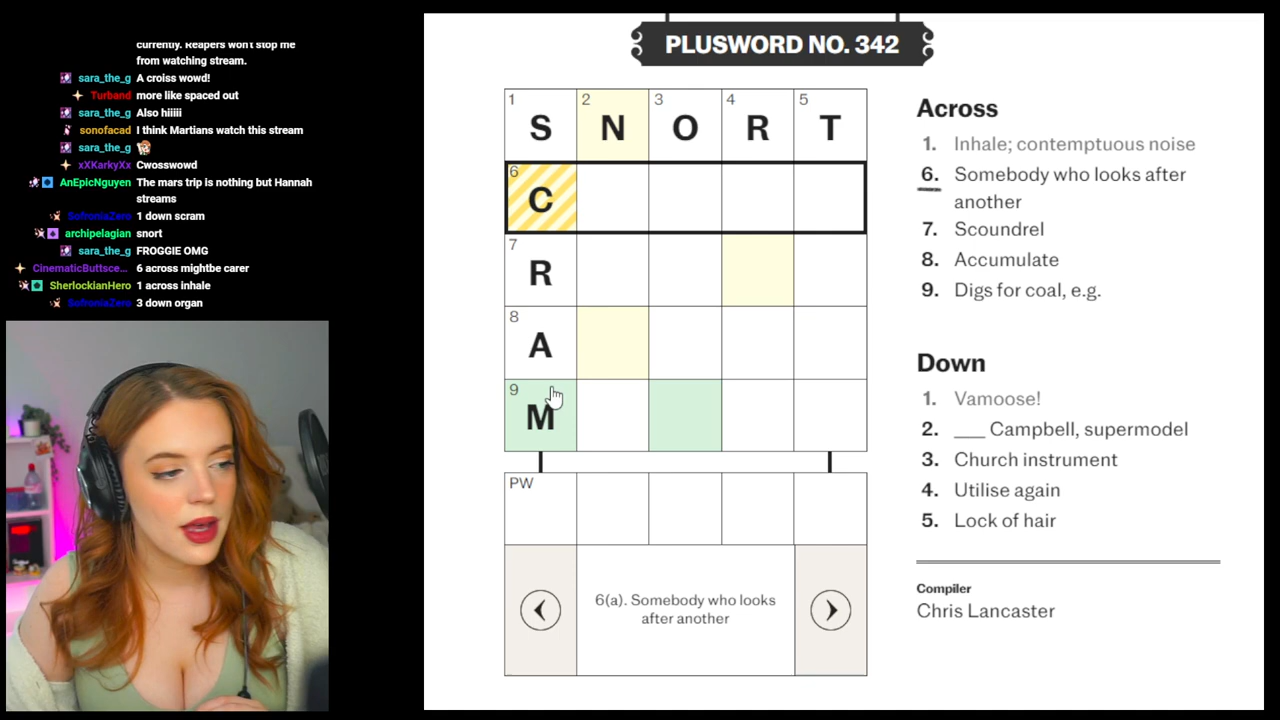 currently. Reapers won't stop me
from watching stream.
sara_the_g A croiss wowd!
Turband more like spaced out
sara_the_g Also hiiiii
sonofacad I think Martians watch this stream
sara_the_g
xXKarkyXx Cwosswowd
AnEpicNguyen The mars trip is nothing but Hannah
streams
SofroniaZero 1 down scram
archipelagian snort
sara_the_g FROGGIE OMG
CinematicButtsce... 6 across mightbe carer
SherlockianHero 1 across inhale
SofroniaZero 3 down organ
PLUSWORD NO. 342
1 2 3 4 5
S N O R T
6
C
7
R
8
A
9
M
PW
6(a). Somebody who looks
after another
Across
1. Inhale; contemptuous noise
6. Somebody who looks after
another
7. Scoundrel
8. Accumulate
9. Digs for coal, e.g.
Down
1. Vamoose!
2. ___ Campbell, supermodel
3. Church instrument
4. Utilise again
5. Lock of hair
Compiler
Chris Lancaster